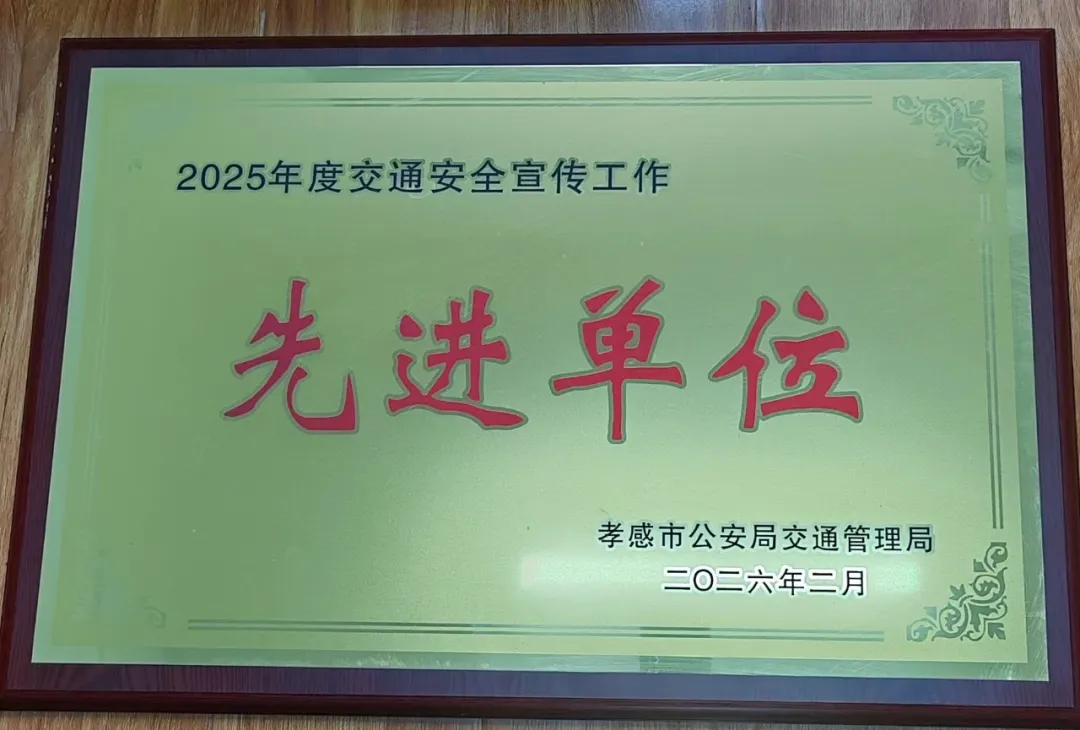 2025年度交通安全宣传工作
先进单位
孝感市公安局交通管理局
二〇二六年二月